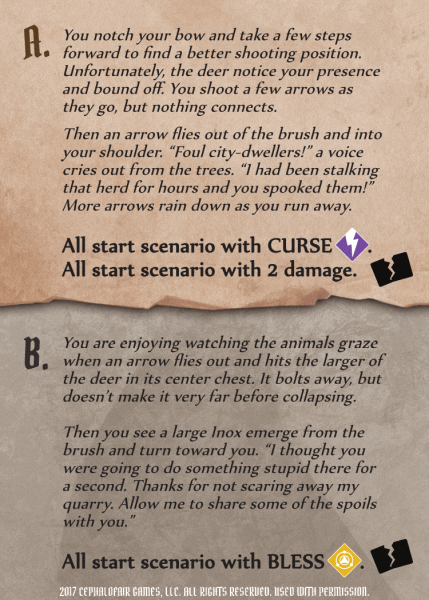 A.
You notch your bow and take a few steps
forward to find a better shooting position.
Unfortunately, the deer notice your presence
and bound off. You shoot a few arrows as
they go, but nothing connects.
Then an arrow flies out of the brush and into
your shoulder. “Foul city-dwellers!” a voice
cries out from the trees. “I had been stalking
that herd for hours and you spooked them!”
More arrows rain down as you run away.
All start scenario with CURSE .
All start scenario with 2 damage.
B.
You are enjoying watching the animals graze
when an arrow flies out and hits the larger of
the deer in its center chest. It bolts away, but
doesn’t make it very far before collapsing.
Then you see a large Inox emerge from the
brush and turn toward you. “I thought you
were going to do something stupid there for
a second. Thanks for not scaring away my
quarry. Allow me to share some of the spoils
with you.”
All start scenario with BLESS .
2017 CEPHALOFAIR GAMES, LLC. ALL RIGHTS RESERVED. USED WITH PERMISSION.